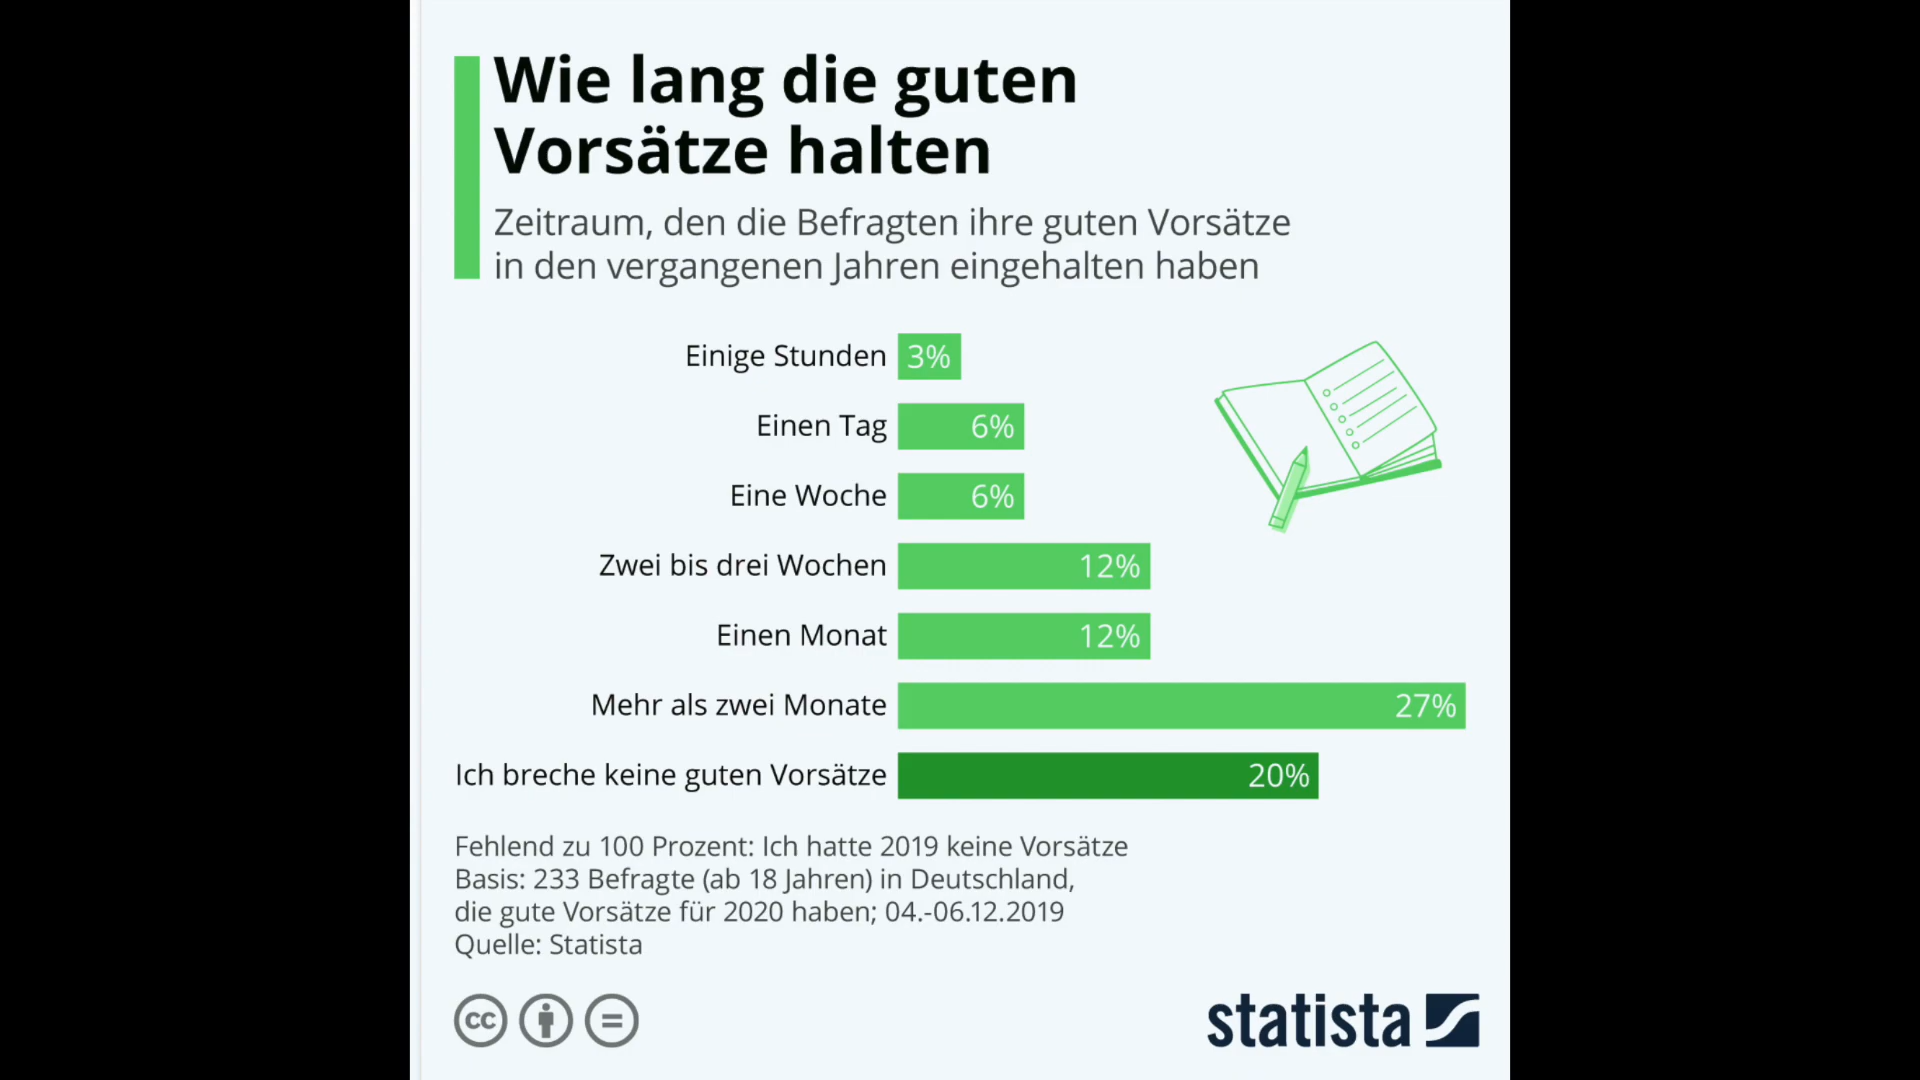 Wie lang die guten
Vorsätze halten
Zeitraum, den die Befragten ihre guten Vorsätze
in den vergangenen Jahren eingehalten haben
Einige Stunden 3%
Einen Tag 6%
Eine Woche 6%
Zwei bis drei Wochen 12%
Einen Monat 12%
Mehr als zwei Monate 27%
Ich breche keine guten Vorsätze 20%
Fehlend zu 100 Prozent: Ich hatte 2019 keine Vorsätze
Basis: 233 Befragte (ab 18 Jahren) in Deutschland,
die gute Vorsätze für 2020 haben; 04.-06.12.2019
Quelle: Statista
cc
statista